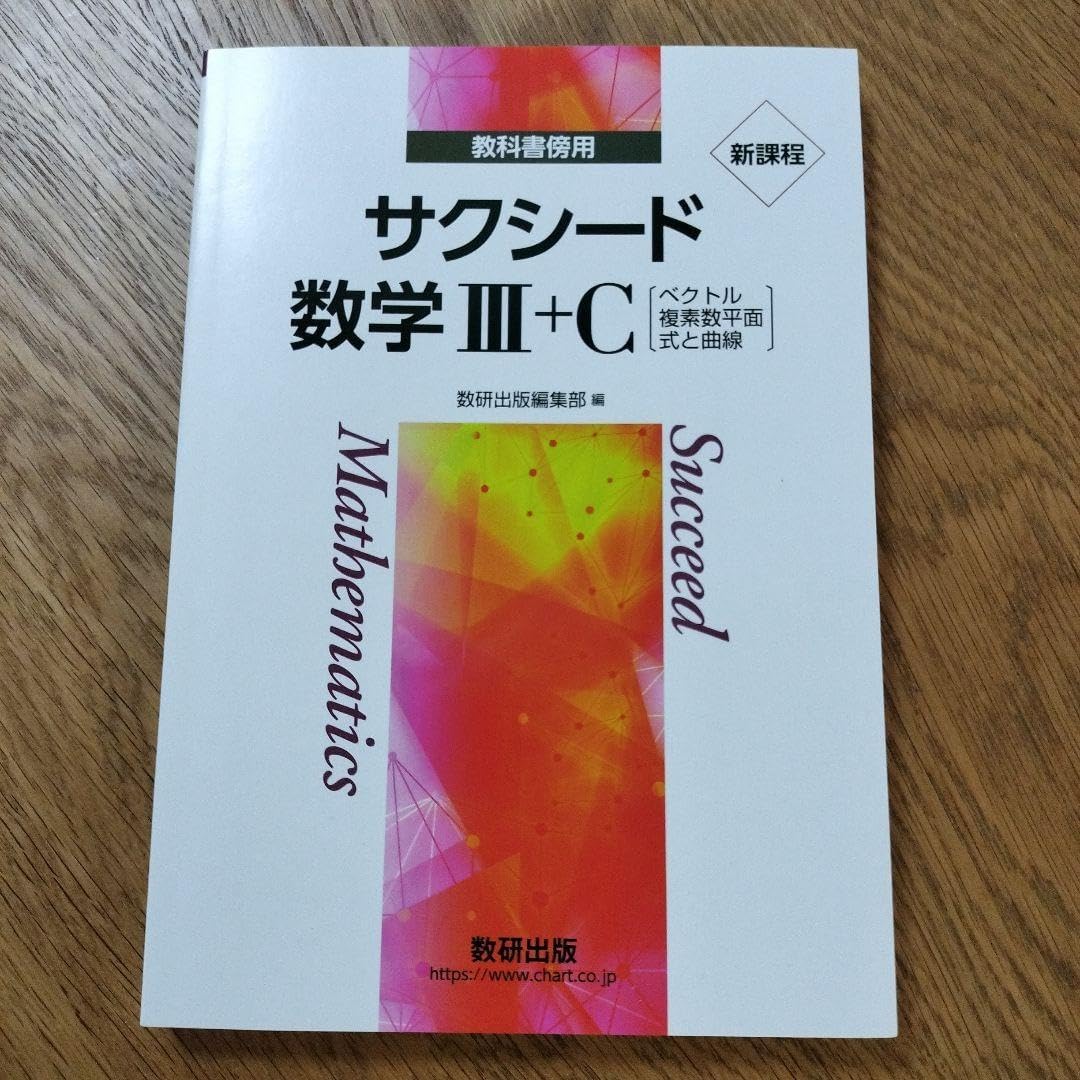 教科書傍用
新課程
サクシード
数学 Ⅲ+C
ベクトル
複素数平面
式と曲線
数研出版編集部 編
Succeed
Mathematics
数研出版
https://www.chart.co.jp